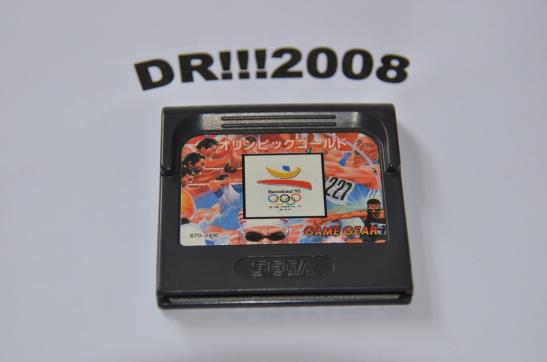 DR!!!2008
オリンピックゴールド
Barcelona'92
227
GAME GEAR
670-2416
SEGA